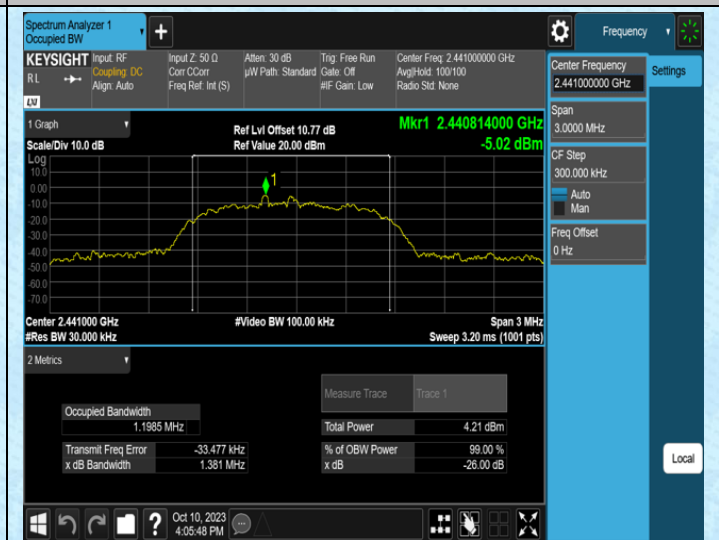 Spectrum Analyzer 1
Occupied BW
+
Frequency
KEYSIGHT
RL
LXI
Input: RF
Coupling: DC
Align: Auto
Input Z: 50 Ω
Corr CCorr
Freq Ref: Int (S)
Atten: 30 dB
µW Path: Standard
Trig: Free Run
Gate: Off
#IF Gain: Low
Center Freq: 2.441000000 GHz
Avg|Hold: 100/100
Radio Std: None
Center Frequency
2.441000000 GHz
Settings
Span
3.0000 MHz
CF Step
300.000 kHz
Auto
Man
Freq Offset
0 Hz
Local
1 Graph
Scale/Div 10.0 dB
Ref Lvl Offset 10.77 dB
Ref Value 20.00 dBm
Mkr1 2.440814000 GHz
-5.02 dBm
Log
10.0
0.00
-10.0
-20.0
-30.0
-40.0
-50.0
-60.0
-70.0
1
Center 2.441000 GHz
#Video BW 100.00 kHz
Span 3 MHz
#Res BW 30.000 kHz
Sweep 3.20 ms (1001 pts)
2 Metrics
Measure Trace
Trace 1
Occupied Bandwidth
1.1985 MHz
Total Power
4.21 dBm
Transmit Freq Error
-33.477 kHz
% of OBW Power
99.00 %
x dB Bandwidth
1.381 MHz
x dB
-26.00 dB
?
Oct 10, 2023
4:05:48 PM